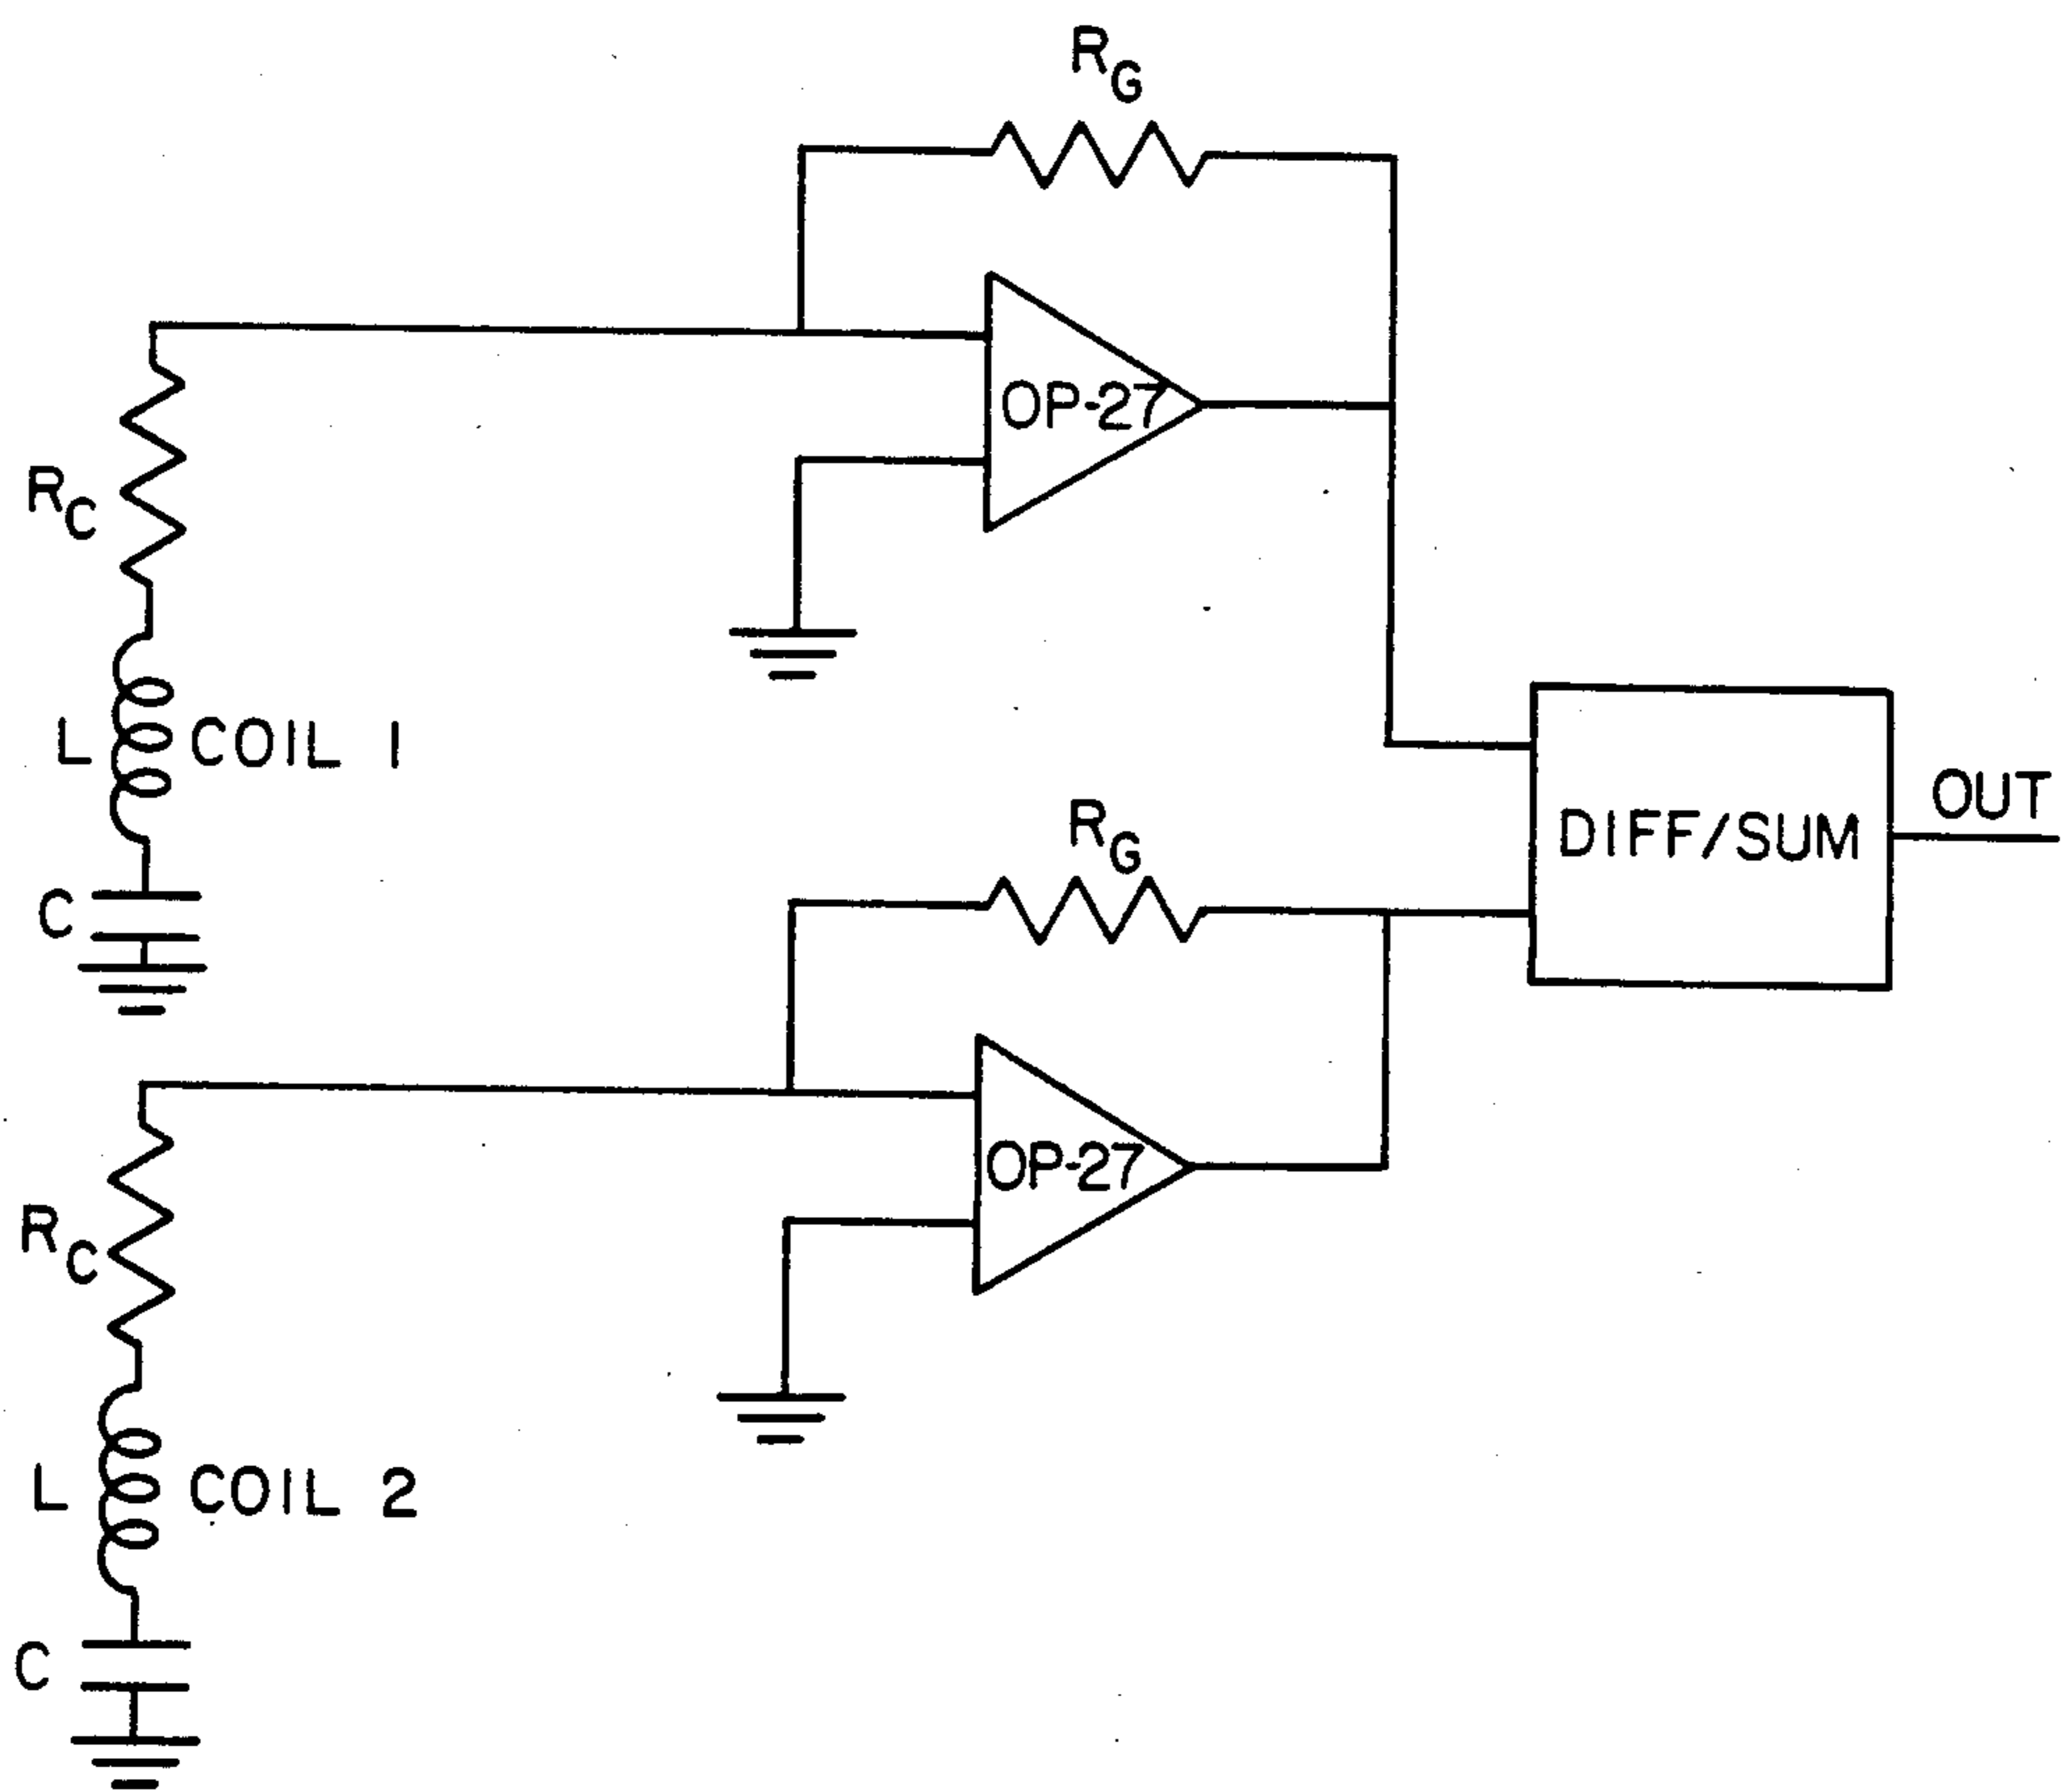 R_G
OP-27
R_C
L COIL 1
C
R_G
DIFF/SUM
OUT
OP-27
R_C
L COIL 2
C